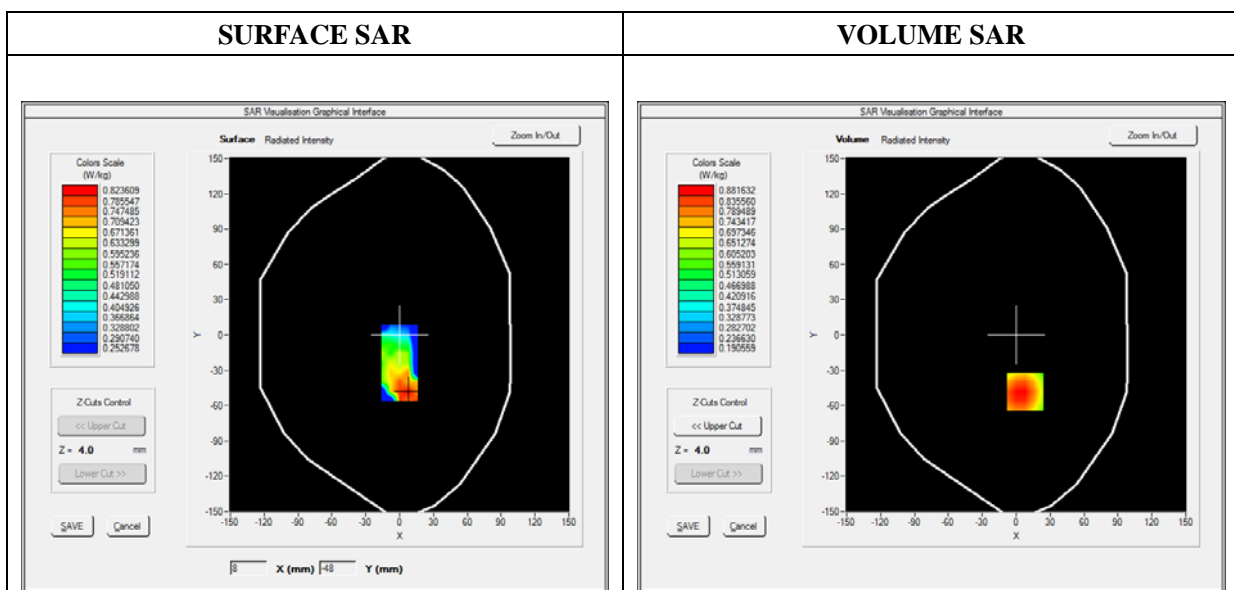 SURFACE SAR
VOLUME SAR
SAR Visualisation Graphical Interface
Surface Radiated Intensity
Zoom In/Out
Colors Scale
(W/kg)
0.823609
0.785547
0.747485
0.709423
0.671361
0.633299
0.595236
0.557174
0.519112
0.481050
0.442988
0.404926
0.366864
0.328802
0.290740
0.252678
150
120
90
60
30
0
-30
-60
-90
-120
-150
Y
-150 -120 -90 -60 -30 0 30 60 90 120 150
X
Z-Cuts Control
<< Upper Cut
Z = 4.0 mm
Lower Cut >>
SAVE Cancel
8 X (mm) -48 Y (mm)
SAR Visualisation Graphical Interface
Volume Radiated Intensity
Zoom In/Out
Colors Scale
(W/kg)
0.881632
0.835560
0.789489
0.743417
0.697346
0.651274
0.605203
0.559131
0.513059
0.466988
0.420916
0.374845
0.328773
0.282702
0.236630
0.190559
150
120
90
60
30
0
-30
-60
-90
-120
-150
Y
-150 -120 -90 -60 -30 0 30 60 90 120 150
X
Z-Cuts Control
<< Upper Cut
Z = 4.0 mm
Lower Cut >>
SAVE Cancel